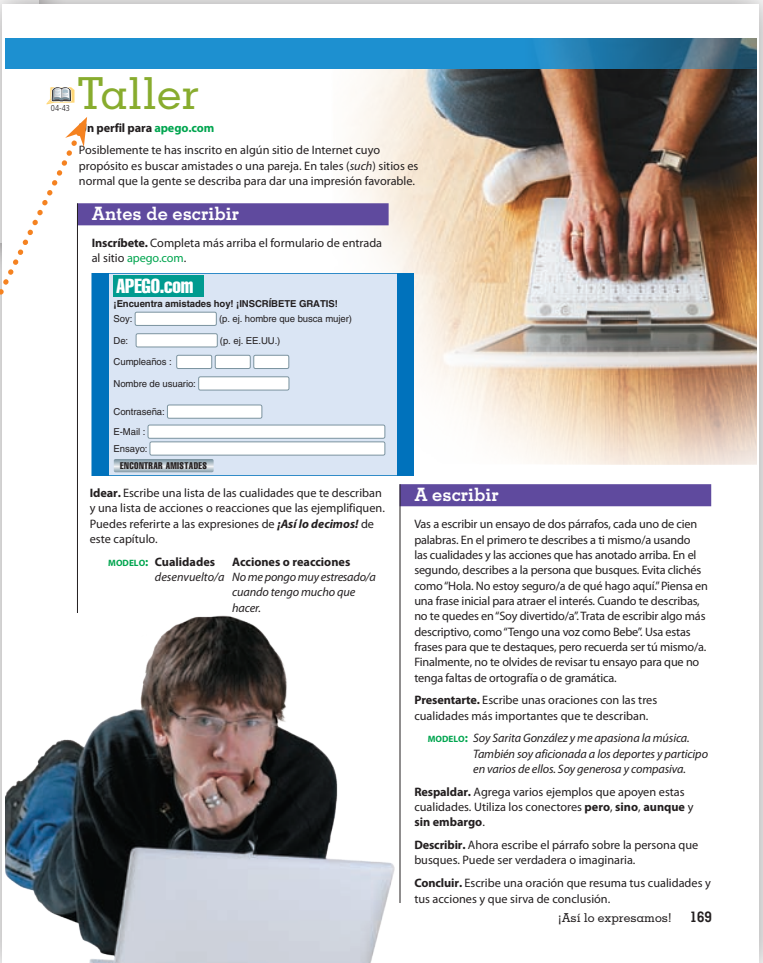 Taller
04-43
n perfil para apego.com
Posiblemente te has inscrito en algún sitio de Internet cuyo
propósito es buscar amistades o una pareja. En tales (such) sitios es
normal que la gente se describa para dar una impresión favorable.
Antes de escribir
Inscríbete. Completa más arriba el formulario de entrada
al sitio apego.com.
APEGO.com
¡Encuentra amistades hoy! ¡INSCRÍBETE GRATIS!
Soy: (p. ej. hombre que busca mujer)
De: (p. ej. EE.UU.)
Cumpleaños :
Nombre de usuario:
Contraseña:
E-Mail :
Ensayo:
ENCONTRAR AMISTADES
Idear. Escribe una lista de las cualidades que te describan
y una lista de acciones o reacciones que las ejemplifiquen.
Puedes referirte a las expresiones de ¡Así lo decimos! de
este capítulo.
MODELO: Cualidades Acciones o reacciones
desenvuelto/a No me pongo muy estresado/a
cuando tengo mucho que
hacer.
A escribir
Vas a escribir un ensayo de dos párrafos, cada uno de cien
palabras. En el primero te describes a ti mismo/a usando
las cualidades y las acciones que has anotado arriba. En el
segundo, describes a la persona que busques. Evita clichés
como "Hola. No estoy seguro/a de qué hago aquí." Piensa en
una frase inicial para atraer el interés. Cuando te describas,
no te quedes en "Soy divertido/a". Trata de escribir algo más
descriptivo, como "Tengo una voz como Bebe". Usa estas
frases para que te destaques, pero recuerda ser tú mismo/a.
Finalmente, no te olvides de revisar tu ensayo para que no
tenga faltas de ortografía o de gramática.
Presentarte. Escribe unas oraciones con las tres
cualidades más importantes que te describan.
MODELO: Soy Sarita González y me apasiona la música.
También soy aficionada a los deportes y participo
en varios de ellos. Soy generosa y compasiva.
Respaldar. Agrega varios ejemplos que apoyen estas
cualidades. Utiliza los conectores pero, sino, aunque y
sin embargo.
Describir. Ahora escribe el párrafo sobre la persona que
busques. Puede ser verdadera o imaginaria.
Concluir. Escribe una oración que resuma tus cualidades y
tus acciones y que sirva de conclusión.
¡Así lo expresamos! 169